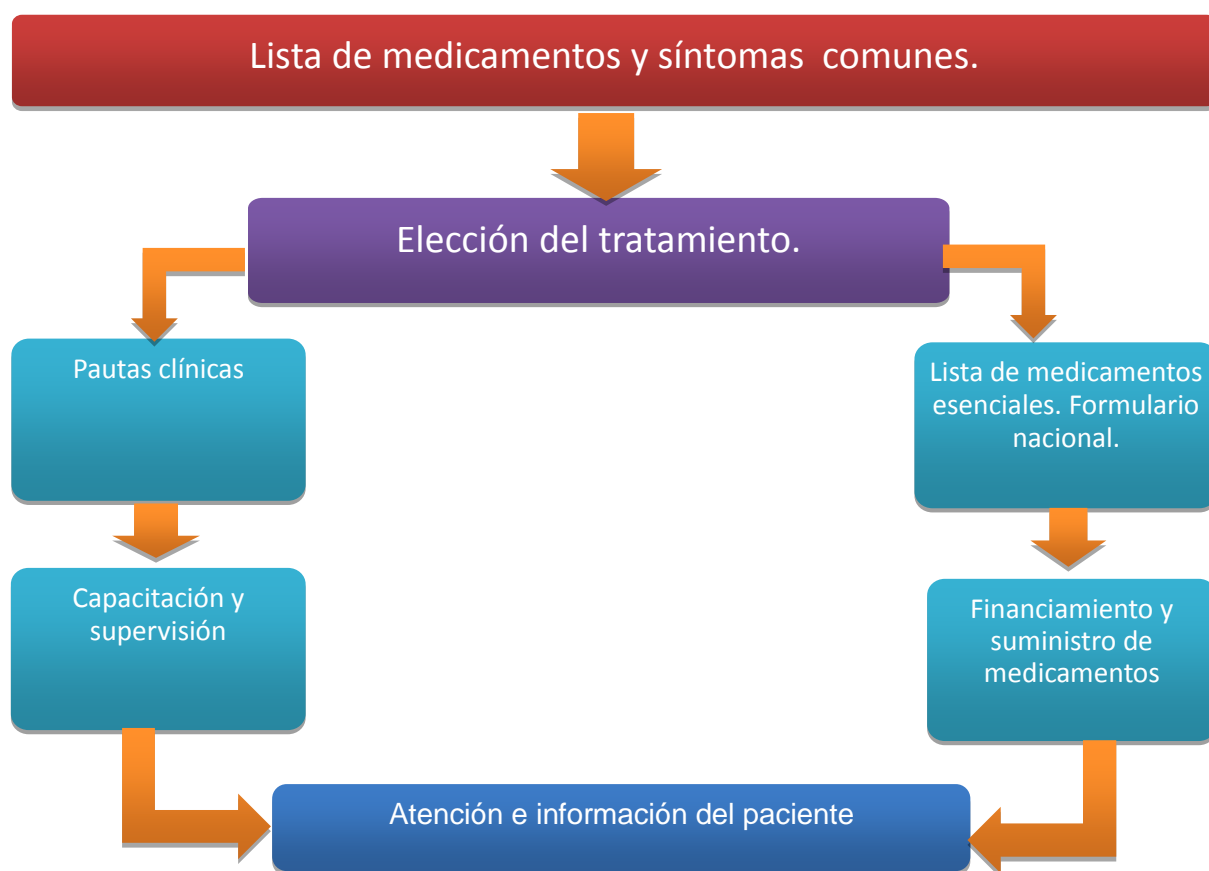 Lista de medicamentos y síntomas comunes.
Elección del tratamiento.
Pautas clínicas
Lista de medicamentos
esenciales. Formulario
nacional.
Capacitación y
supervisión
Financiamiento y
suministro de
medicamentos
Atención e información del paciente